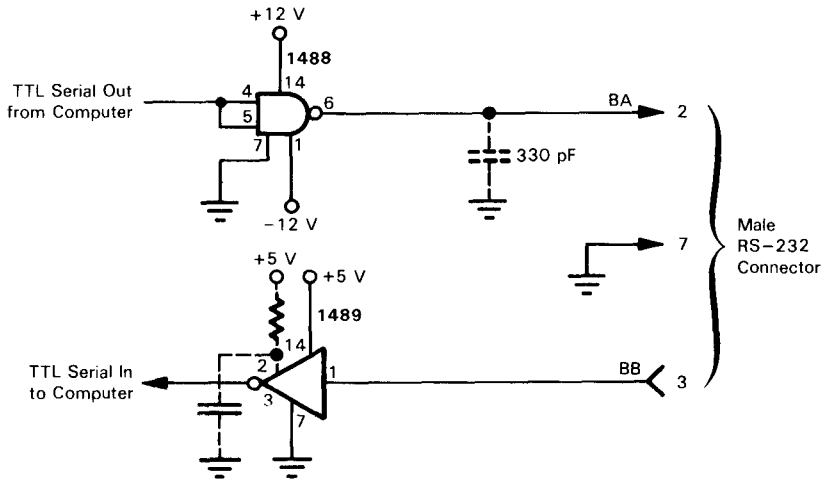 +12 V
1488
14
TTL Serial Out
from Computer
4
5
6
7
1
-12 V
BA
2
330 pF
7
Male
RS-232
Connector
+5 V
+5 V
1489
14
2
TTL Serial In
to Computer
3
7
1
BB
3